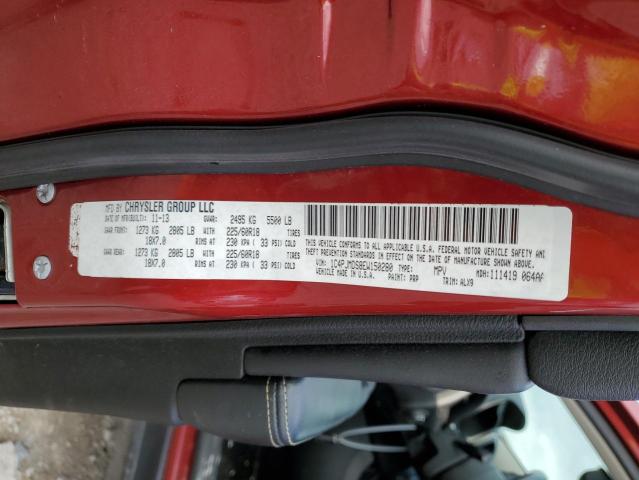 MFD BY CHRYSLER GROUP LLC
DATE OF MFR(BUILT): 11-13 GVWR: 2495 KG 5500 LB
GAWR FRONT: 1273 KG 2805 LB WITH 225/60R18 TIRES
18X7.0 RIMS AT 230 KPA ( 33 PSI) COLD
GAWR REAR: 1273 KG 2805 LB WITH 225/60R18 TIRES
18X7.0 RIMS AT 230 KPA ( 33 PSI) COLD
THIS VEHICLE CONFORMS TO ALL APPLICABLE U.S.A. FEDERAL MOTOR VEHICLE SAFETY AND
THEFT PREVENTION STANDARDS IN EFFECT ON THE DATE OF MANUFACTURE SHOWN ABOVE.
VIN: 1C4PJMDS8EW150280 TYPE: MPV MDH: 111419 064AA
VEHICLE MADE IN U.S.A. PAINT: PRP TRIM: ALX9